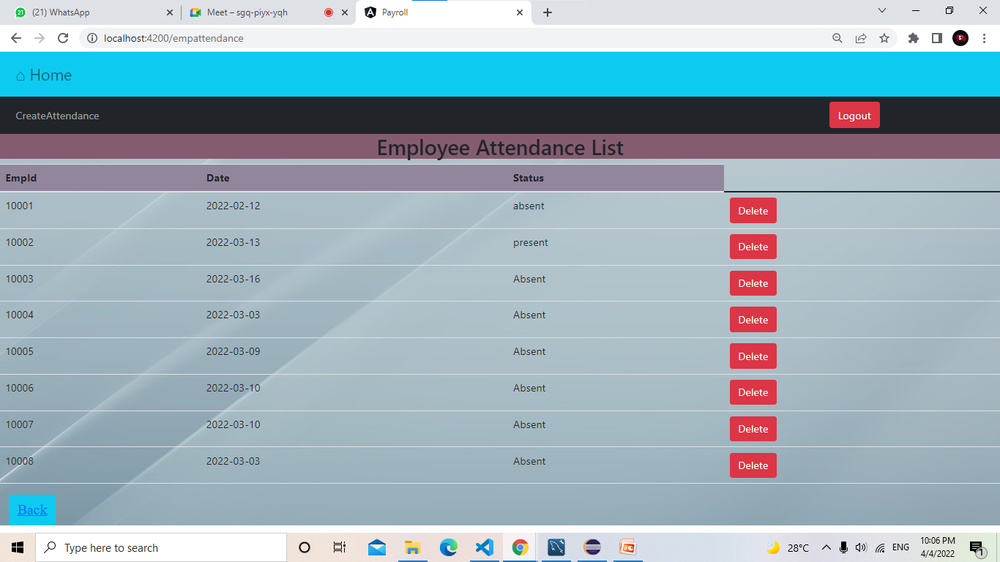 (21) WhatsApp
Meet – sgq-piyx-yqh
Payroll
localhost:4200/empattendance
⌂ Home
CreateAttendance
Logout
Employee Attendance List
EmpId Date Status
10001 2022-02-12 absent Delete
10002 2022-03-13 present Delete
10003 2022-03-16 Absent Delete
10004 2022-03-03 Absent Delete
10005 2022-03-09 Absent Delete
10006 2022-03-10 Absent Delete
10007 2022-03-10 Absent Delete
10008 2022-03-03 Absent Delete
Back
Type here to search
28°C
ENG
10:06 PM
4/4/2022
1